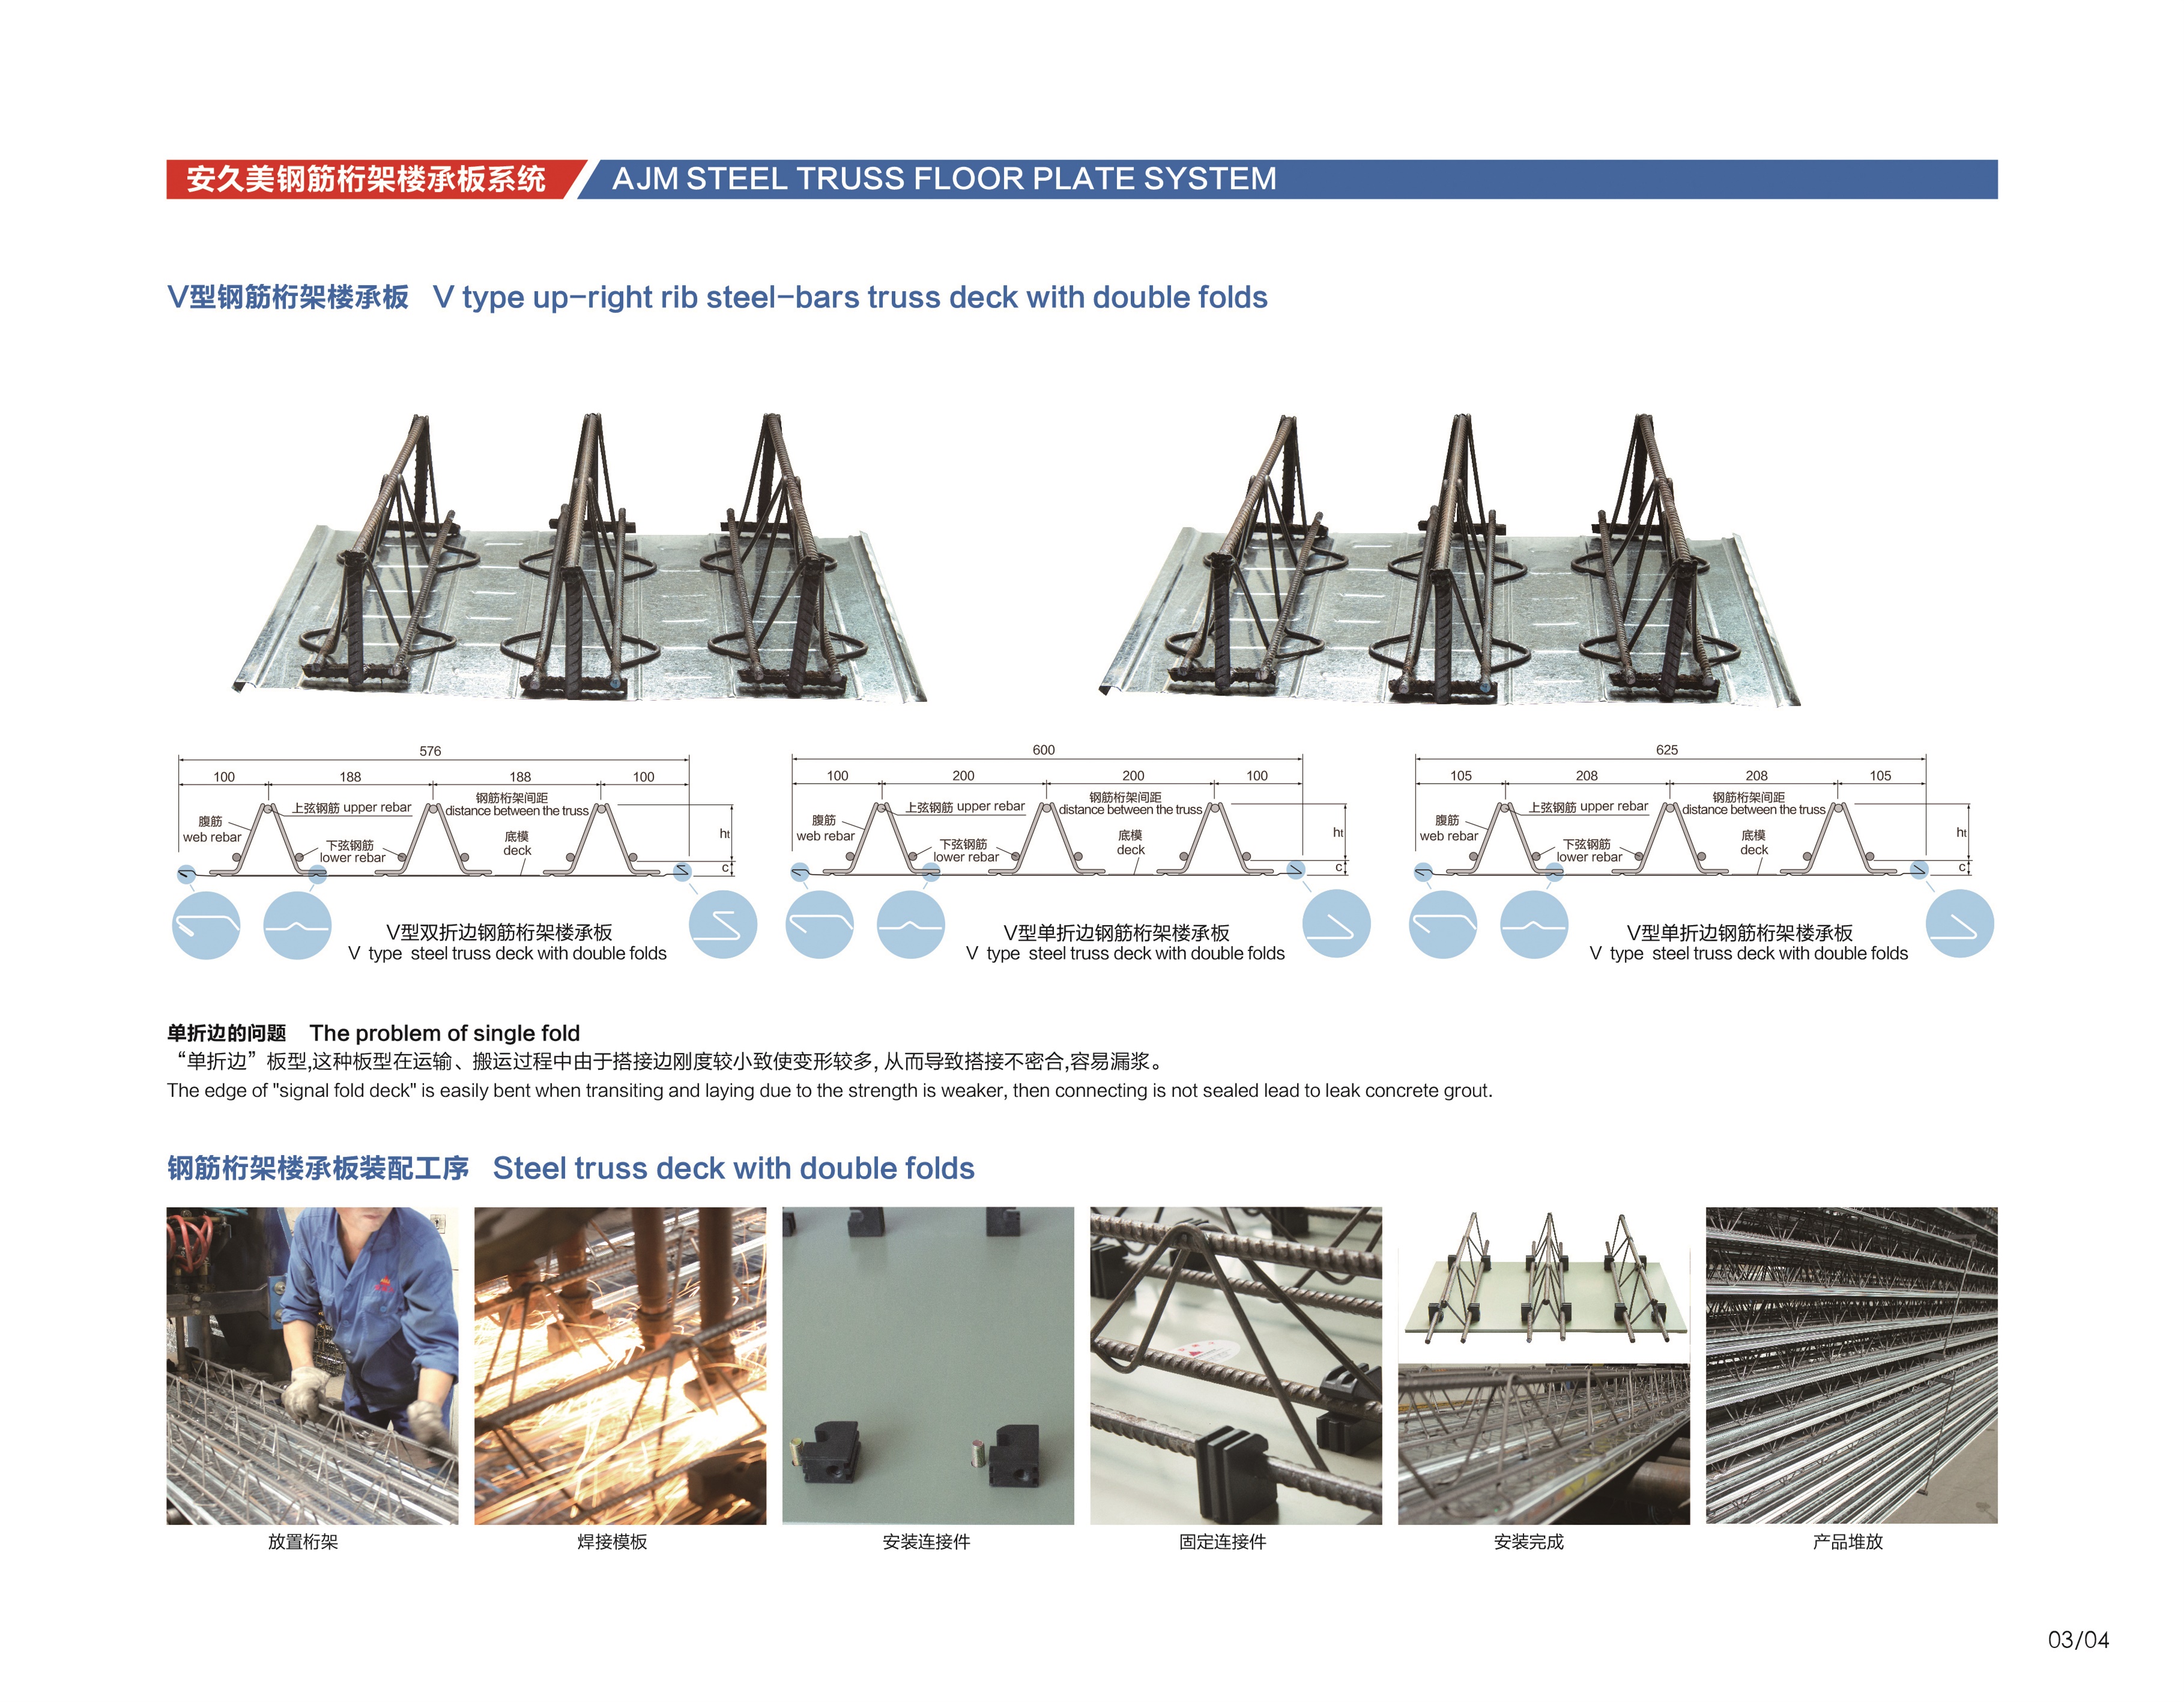 安久美钢筋桁架楼承板系统 AJM STEEL TRUSS FLOOR PLATE SYSTEM
V型钢筋桁架楼承板 V type up-right rib steel-bars truss deck with double folds
576
100 188 188 100
上弦钢筋 upper rebar
钢筋桁架间距
distance between the truss
腹筋
web rebar
下弦钢筋
lower rebar
底模
deck
ht
c
V型双折边钢筋桁架楼承板
V type steel truss deck with double folds
600
100 200 200 100
上弦钢筋 upper rebar
钢筋桁架间距
distance between the truss
腹筋
web rebar
下弦钢筋
lower rebar
底模
deck
ht
c
V型单折边钢筋桁架楼承板
V type steel truss deck with double folds
625
105 208 208 105
上弦钢筋 upper rebar
钢筋桁架间距
distance between the truss
腹筋
web rebar
下弦钢筋
lower rebar
底模
deck
ht
c
V型单折边钢筋桁架楼承板
V type steel truss deck with double folds
单折边的问题 The problem of single fold
“单折边”板型,这种板型在运输、搬运过程中由于搭接边刚度较小致使变形较多,从而导致搭接不密合,容易漏浆。
The edge of "signal fold deck" is easily bent when transiting and laying due to the strength is weaker, then connecting is not sealed lead to leak concrete grout.
钢筋桁架楼承板装配工序 Steel truss deck with double folds
放置桁架 焊接模板 安装连接件 固定连接件 安装完成 产品堆放
03/04